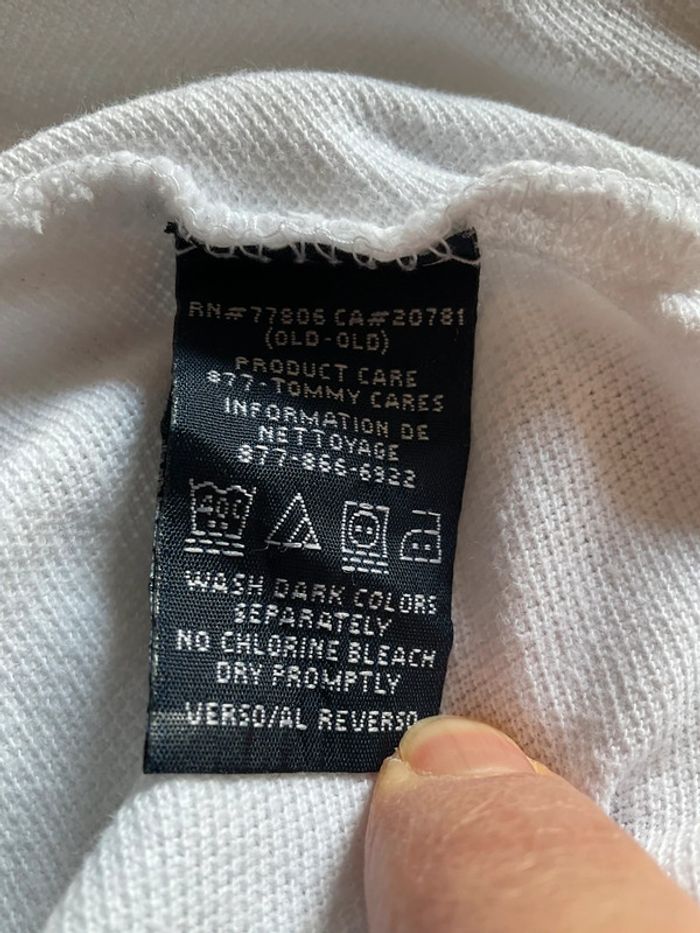 RN#77806 CA#20781
(OLD-OLD)
PRODUCT CARE
877-TOMMY CARES
INFORMATION DE
NETTOYAGE
877-866-6922
WASH DARK COLORS
SEPARATELY
NO CHLORINE BLEACH
DRY PROMPTLY
VERSO/AL REVERSO